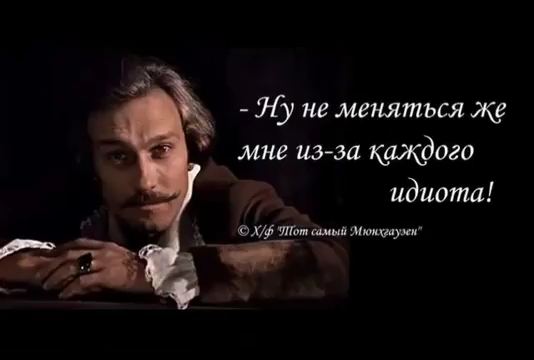 - Ну не меняться же
мне из-за каждого
идиота!
© Х/ф "Тот самый Мюнхгаузен"